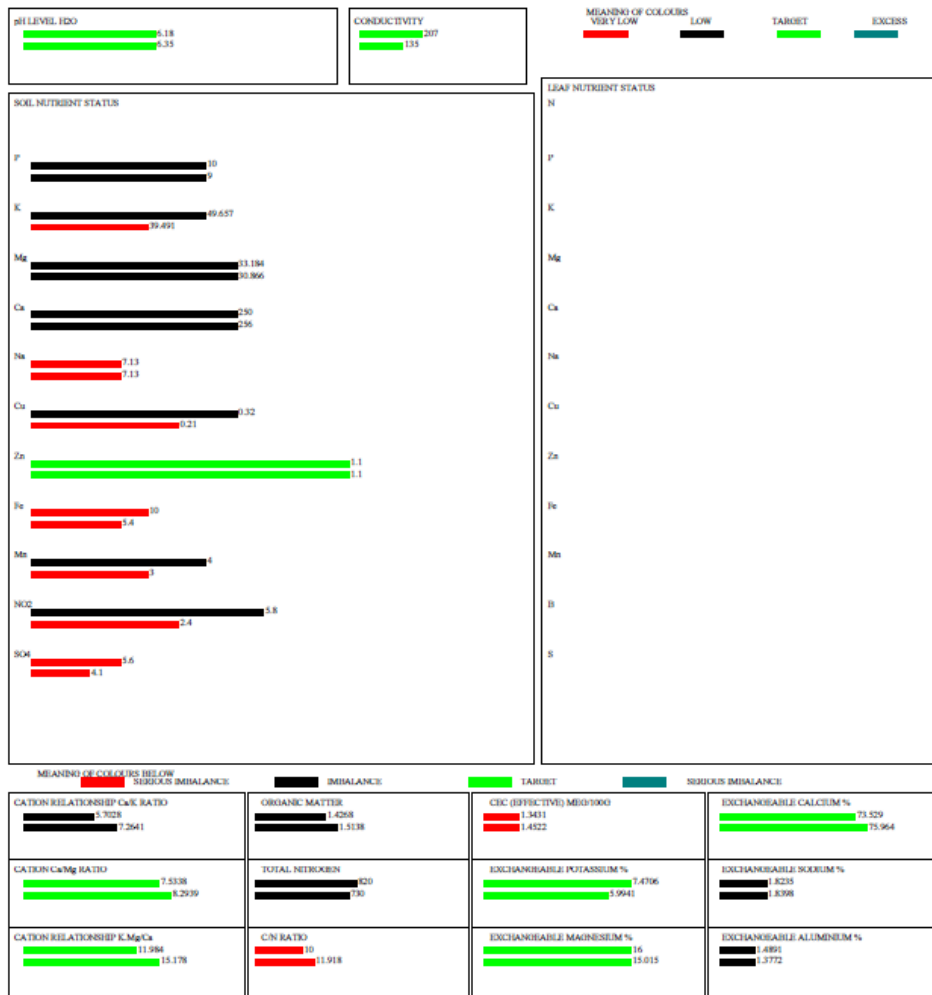 pH LEVEL H2O
6.18
6.35
CONDUCTIVITY
207
135
MEANING OF COLOURS
VERY LOW LOW TARGET EXCESS
SOIL NUTRIENT STATUS
P
10
9
K
49.657
39.491
Mg
33.184
30.866
Ca
250
256
Na
7.13
7.13
Cu
0.32
0.21
Zn
1.1
1.1
Fe
10
5.4
Mn
4
3
NO2
5.8
2.4
SO4
5.6
4.1
LEAF NUTRIENT STATUS
N
P
K
Mg
Ca
Na
Cu
Zn
Fe
Mn
B
S
MEANING OF COLOURS BELOW
SERIOUS IMBALANCE IMBALANCE TARGET SERIOUS IMBALANCE
CATION RELATIONSHIP Ca/K RATIO
5.7028
7.2641
ORGANIC MATTER
1.4268
1.5138
CEC (EFFECTIVE) MEO/100G
1.3431
1.4522
EXCHANGEABLE CALCIUM %
73.529
75.964
CATION Ca/Mg RATIO
7.5338
8.2939
TOTAL NITROGEN
820
730
EXCHANGEABLE POTASSIUM %
7.4706
5.9941
EXCHANGEABLE SODIUM %
1.8235
1.8398
CATION RELATIONSHIP K.Mg/Ca
11.984
15.178
C/N RATIO
10
11.918
EXCHANGEABLE MAGNESIUM %
16
15.015
EXCHANGEABLE ALUMINIUM %
1.4891
1.3772